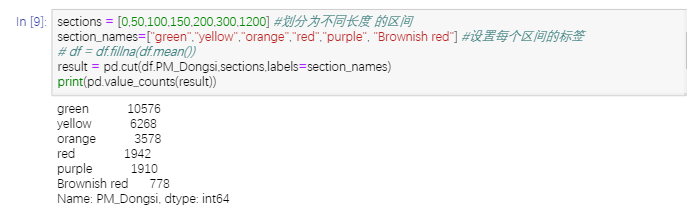 In [9]: sections = [0,50,100,150,200,300,1200] #划分为不同长度 的区间
section_names=["green","yellow","orange","red","purple", "Brownish red"] #设置每个区间的标签
# df = df.fillna(df.mean())
result = pd.cut(df.PM_Dongsi,sections,labels=section_names)
print(pd.value_counts(result))
green 10576
yellow 6268
orange 3578
red 1942
purple 1910
Brownish red 778
Name: PM_Dongsi, dtype: int64